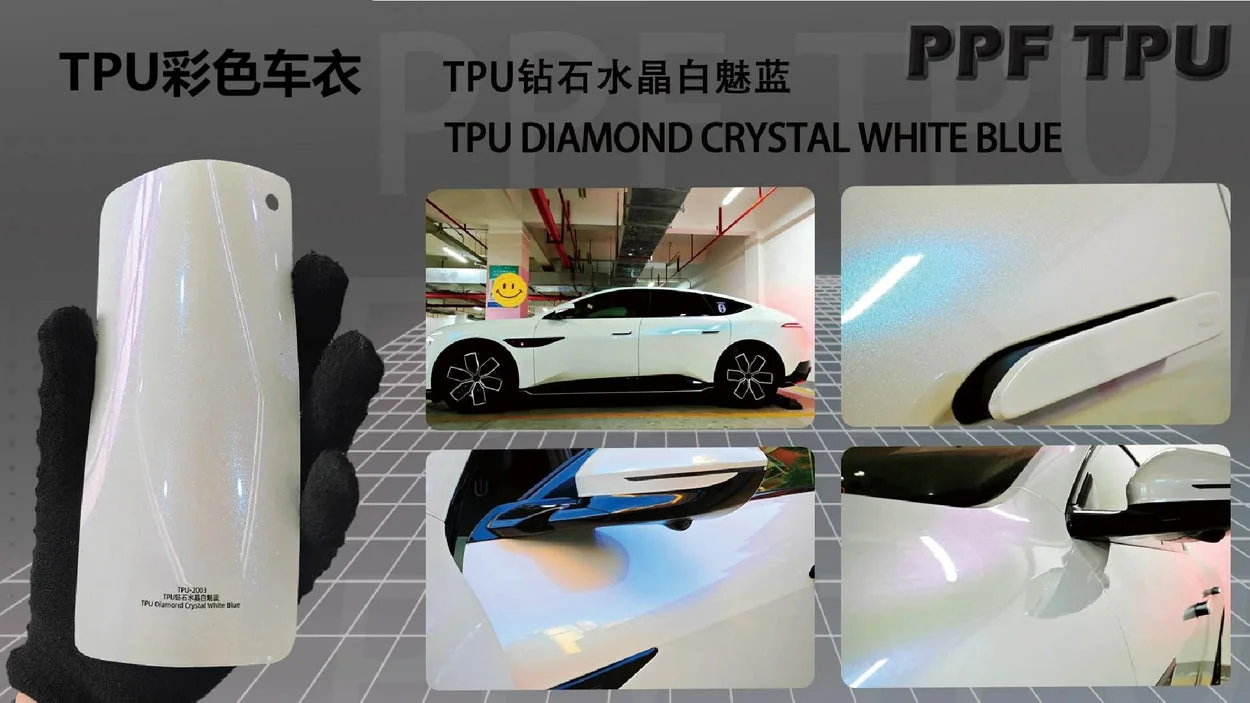 TPU彩色车衣
TPU钻石水晶白魅蓝
TPU DIAMOND CRYSTAL WHITE BLUE
PPF TPU
PPF TPU
TPU-2003
TPU钻石水晶白魅蓝
TPU Diamond Crystal White Blue